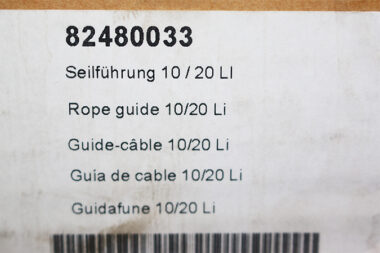 82480033
Seilführung 10 / 20 LI
Rope guide 10/20 Li
Guide-câble 10/20 Li
Guía de cable 10/20 Li
Guidafune 10/20 Li